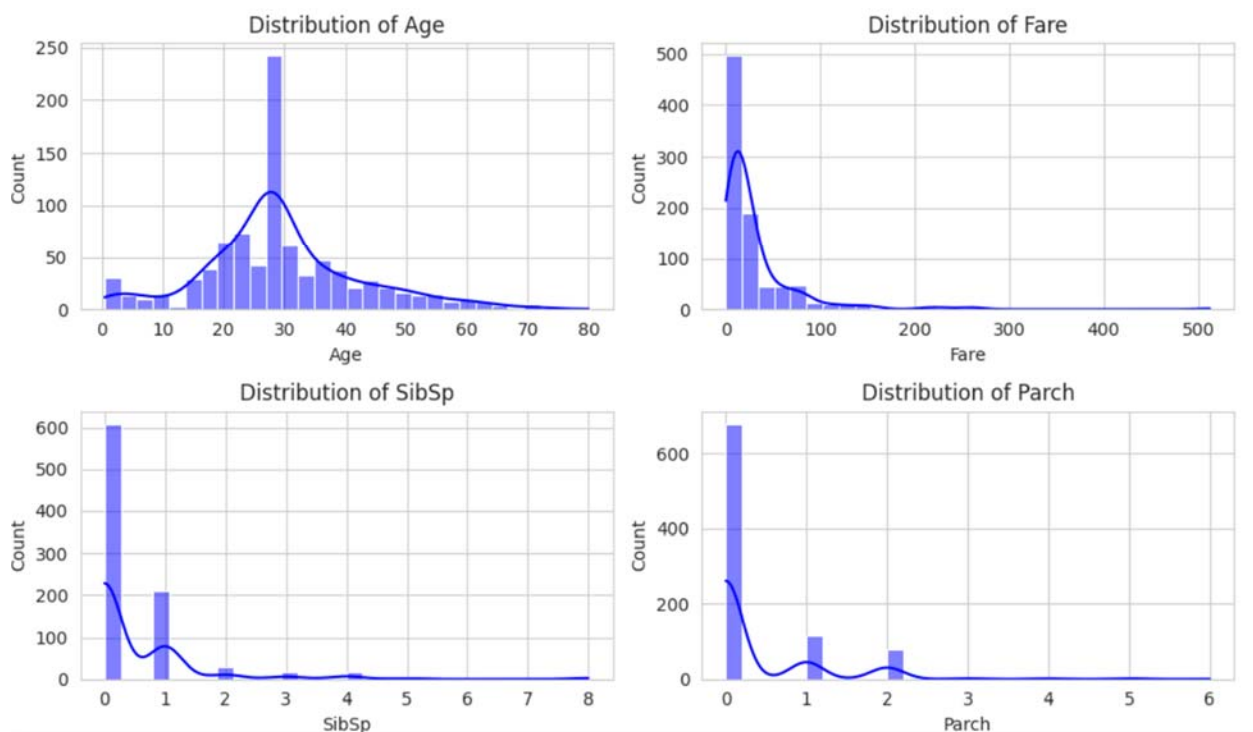 Distribution of Age
250
200
150
100
50
0
Count
0 10 20 30 40 50 60 70 80
Age
Distribution of Fare
500
400
300
200
100
0
Count
0 100 200 300 400 500
Fare
Distribution of SibSp
600
500
400
300
200
100
0
Count
0 1 2 3 4 5 6 7 8
SibSp
Distribution of Parch
600
400
200
0
Count
0 1 2 3 4 5 6
Parch